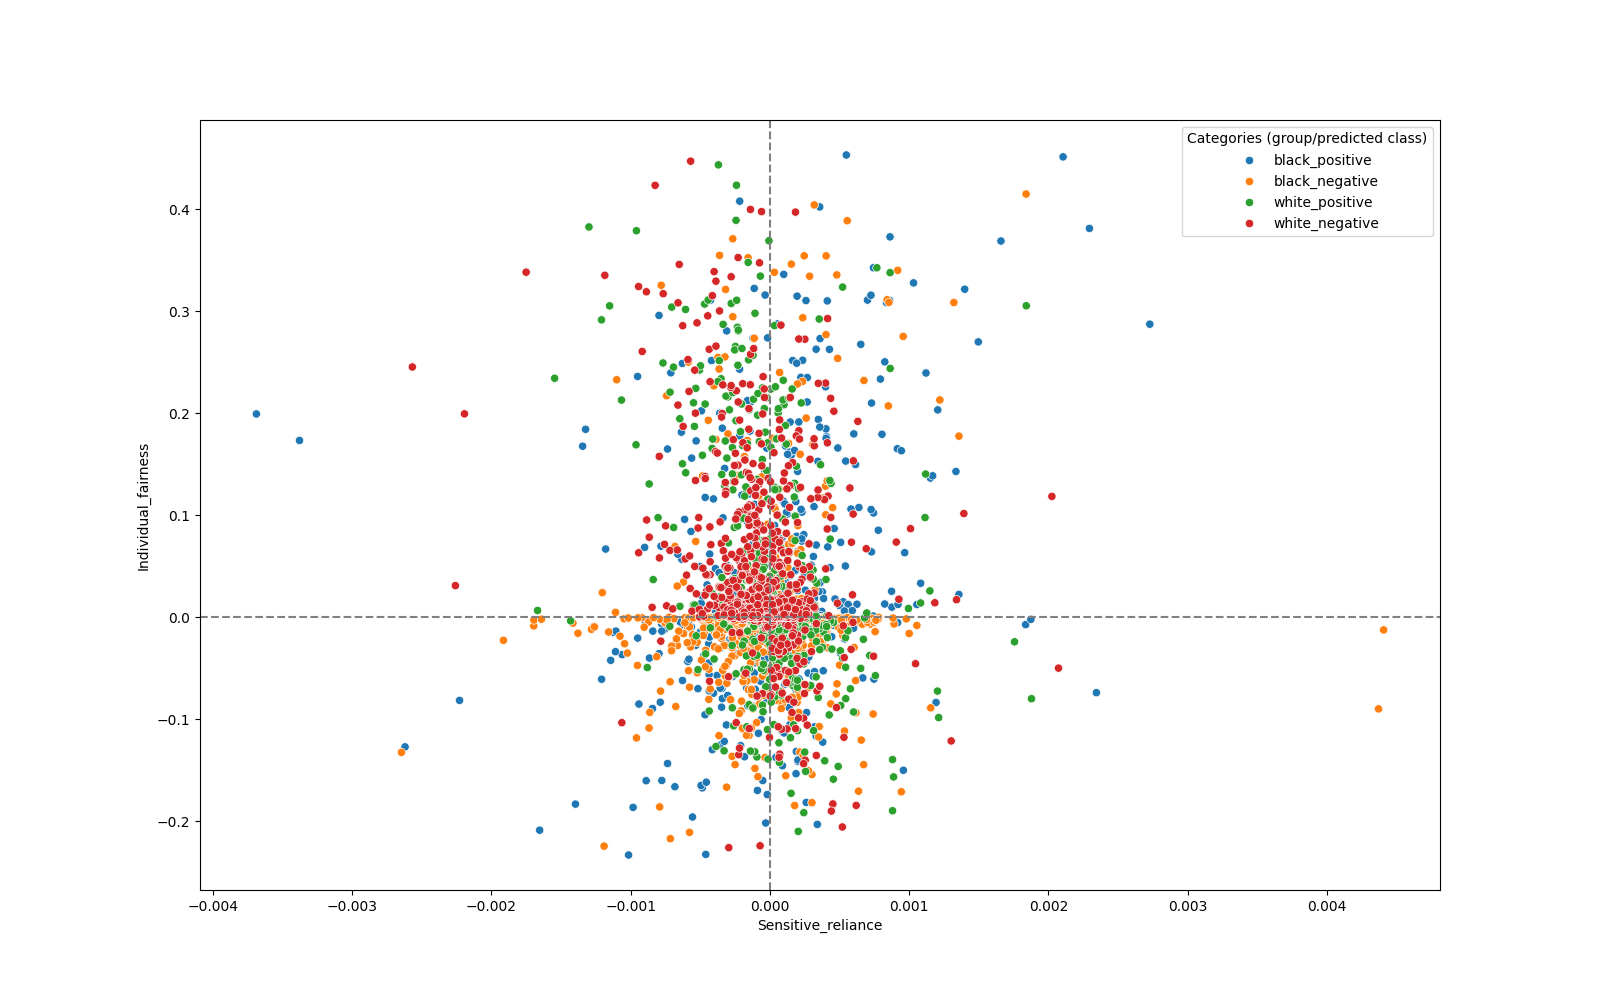 Categories (group/predicted class)
black_positive
black_negative
white_positive
white_negative
Individual_fairness
0.4
0.3
0.2
0.1
0.0
−0.1
−0.2
−0.004
−0.003
−0.002
−0.001
0.000
0.001
0.002
0.003
0.004
Sensitive_reliance